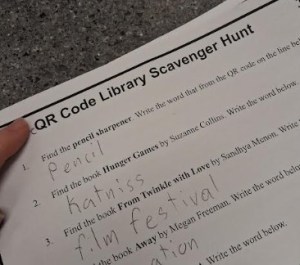 QR Code Library Scavenger Hunt
1. Find the pencil sharpener Write the word that from the QR code on the line
Pencil
2. Find the book Hunger Games by Suzanne Collins. Write the word below.
Katniss
3. Find the book From Twinkle with Love by Sandhya Menon. Write
film festival
the book Away by Megan Freeman. Write the word
Write the word below.